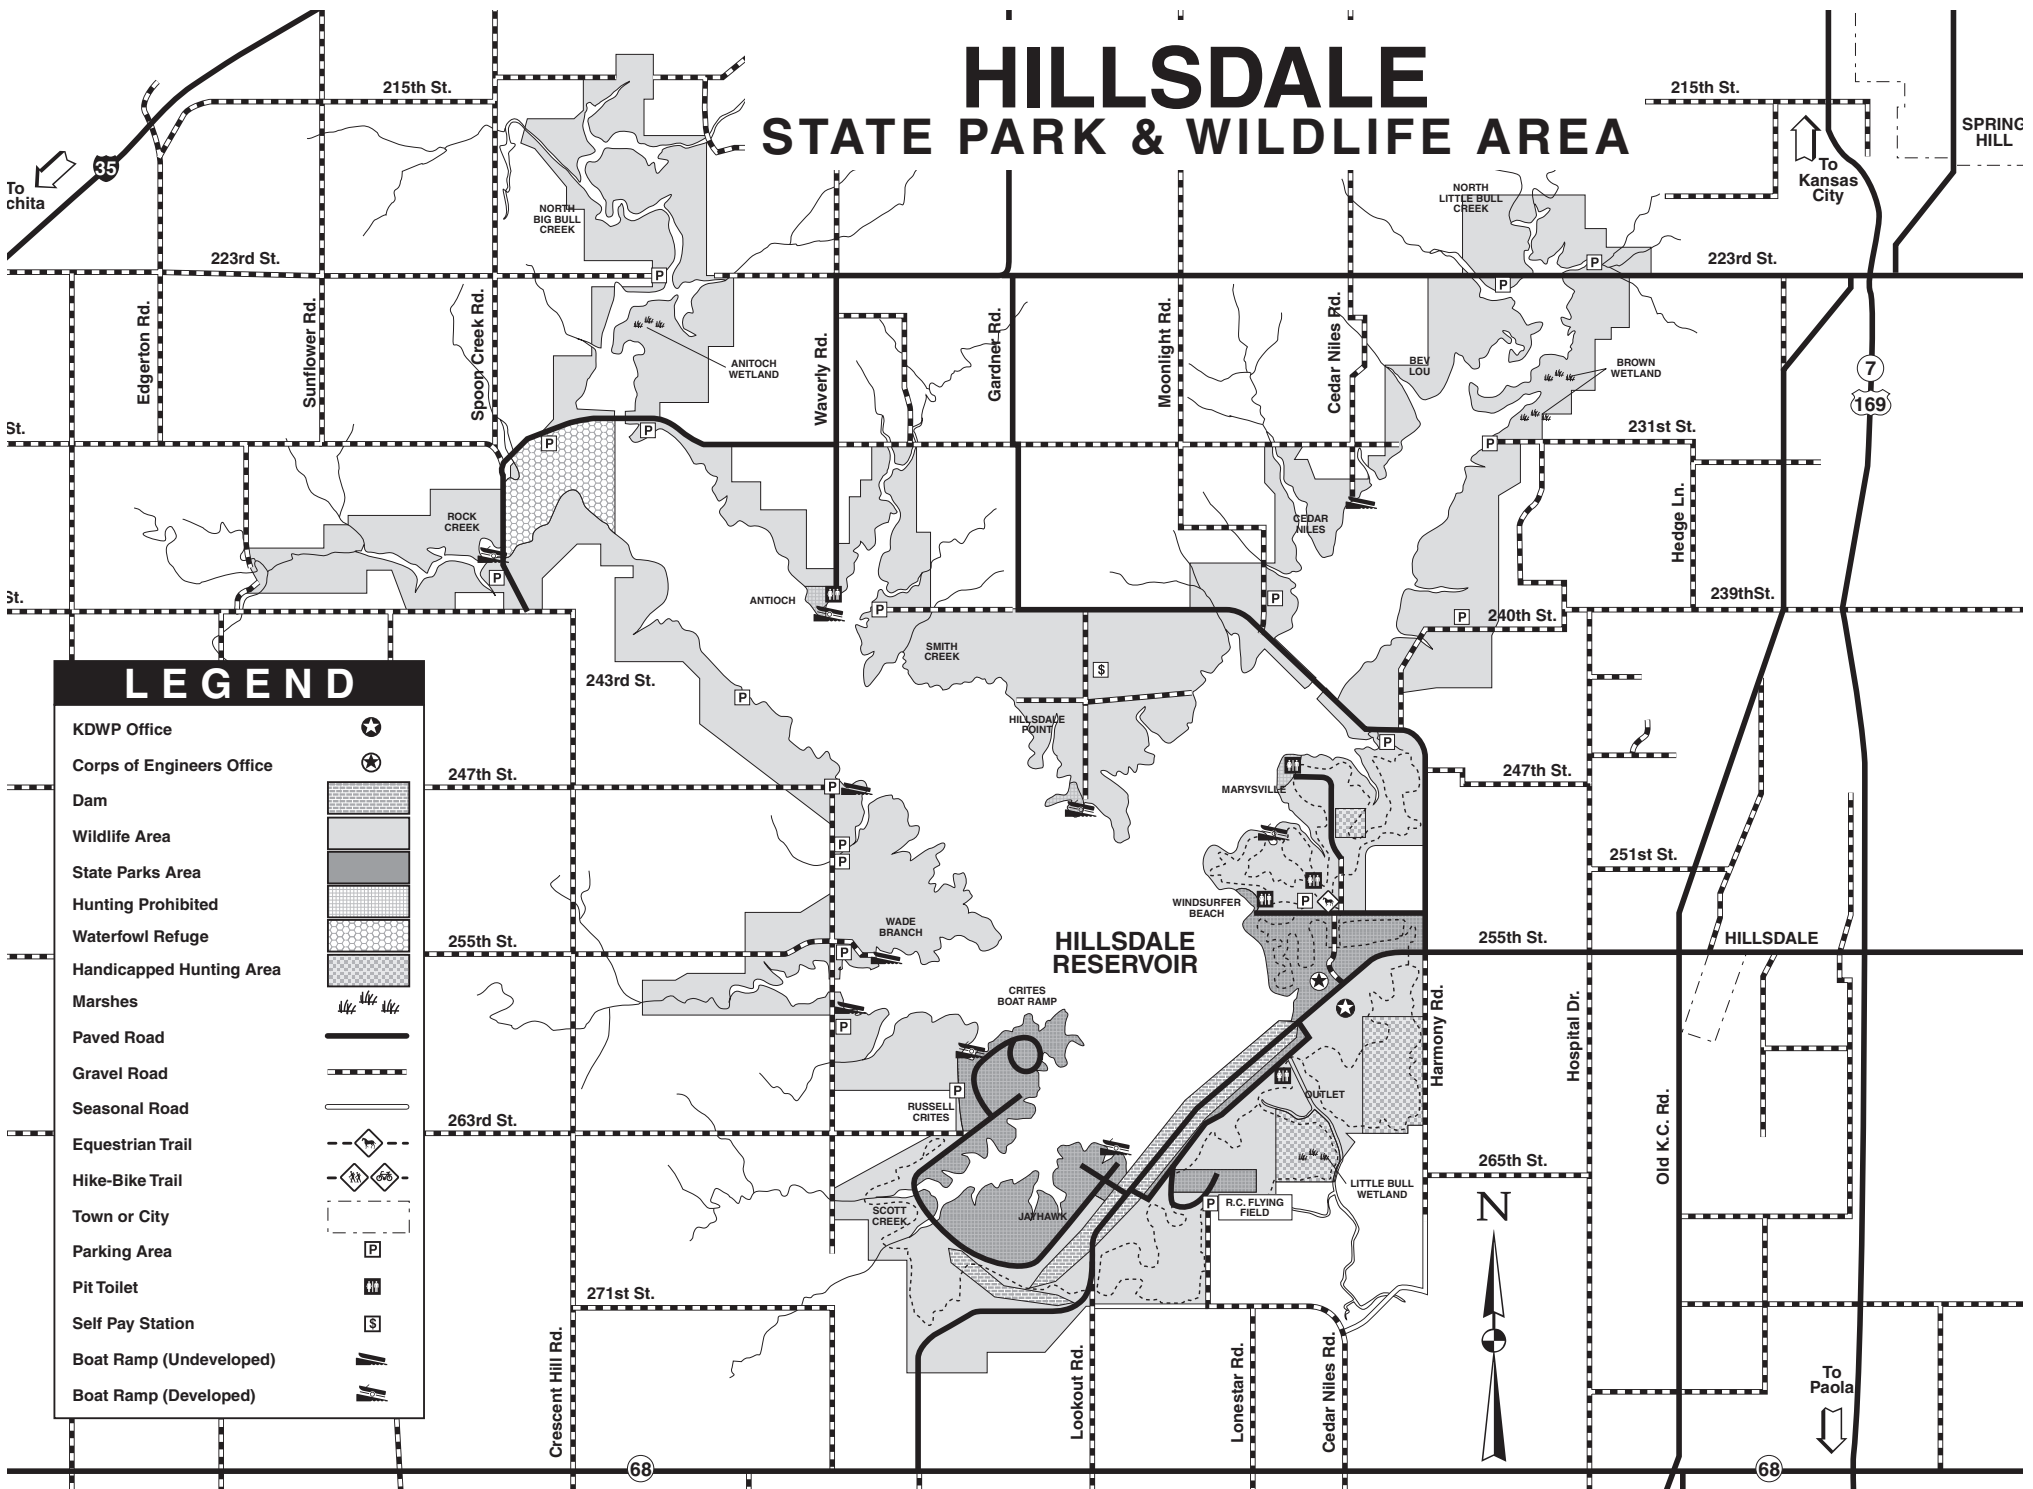 HILLSDALE
STATE PARK & WILDLIFE AREA
215th St.
215th St.
SPRING
HILL
35
To
chita
To
Kansas
City
NORTH
BIG BULL
CREEK
NORTH
LITTLE BULL
CREEK
223rd St.
223rd St.
P
P
P
Edgerton Rd.
Sunflower Rd.
Spoon Creek Rd.
Waverly Rd.
Gardner Rd.
Moonlight Rd.
Cedar Niles Rd.
ANITOCH
WETLAND
BEV
LOU
BROWN
WETLAND
7
169
St.
P
P
P
231st St.
ROCK
CREEK
CEDAR
NILES
Hedge Ln.
P
St.
ANTIOCH
P
P
P
239thSt.
240th St.
SMITH
CREEK
$
243rd St.
P
HILLSDALE
POINT
P
LEGEND
KDWP Office
Corps of Engineers Office
Dam
Wildlife Area
State Parks Area
Hunting Prohibited
Waterfowl Refuge
Handicapped Hunting Area
Marshes
Paved Road
Gravel Road
Seasonal Road
Equestrian Trail
Hike-Bike Trail
Town or City
Parking Area
P
Pit Toilet
Self Pay Station
$
Boat Ramp (Undeveloped)
Boat Ramp (Developed)
247th St.
P
MARYSVILLE
247th St.
P
P
251st St.
WINDSURFER
BEACH
P
WADE
BRANCH
255th St.
P
HILLSDALE
RESERVOIR
255th St.
HILLSDALE
CRITES
BOAT RAMP
P
Harmony Rd.
Hospital Dr.
Old K.C. Rd.
P
RUSSELL
CRITES
OUTLET
263rd St.
265th St.
LITTLE BULL
WETLAND
SCOTT
CREEK
JAYHAWK
P
R.C. FLYING
FIELD
N
271st St.
Crescent Hill Rd.
Lookout Rd.
Lonestar Rd.
Cedar Niles Rd.
To
Paola
68
68